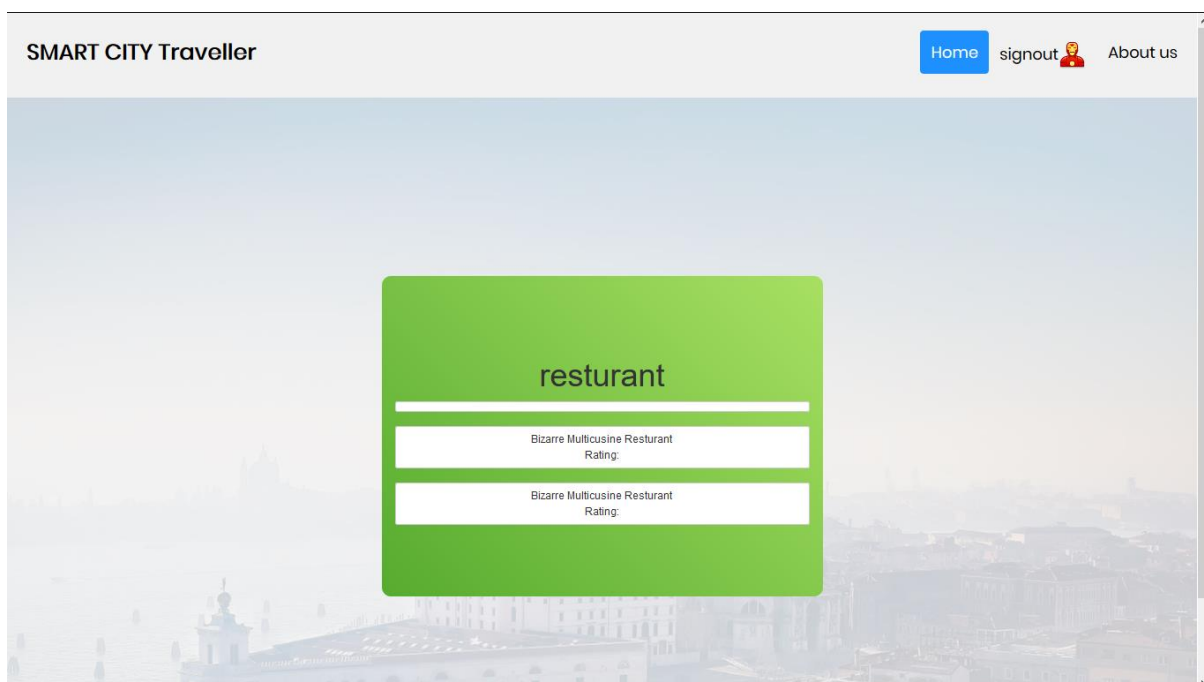 SMART CITY Traveller
Home signout About us
resturant
Bizarre Multicusine Resturant
Rating:
Bizarre Multicusine Resturant
Rating: